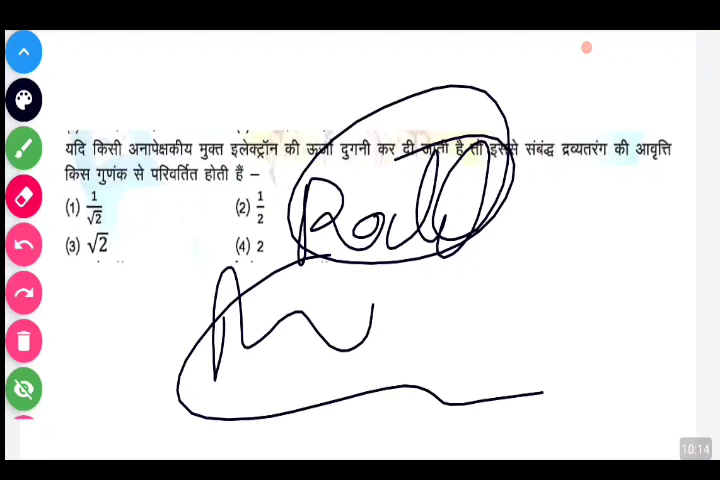 यदि किसी अनापेक्षकीय मुक्त इलेक्ट्रॉन की ऊर्जा दुगनी कर दी जाती है तो इससे संबंद्ध द्रव्यतरंग की आवृत्ति
किस गुणंक से परिवर्तित होती हैं –
(1) 1/√2 (2) 1/2
(3) √2 (4) 2
10:14